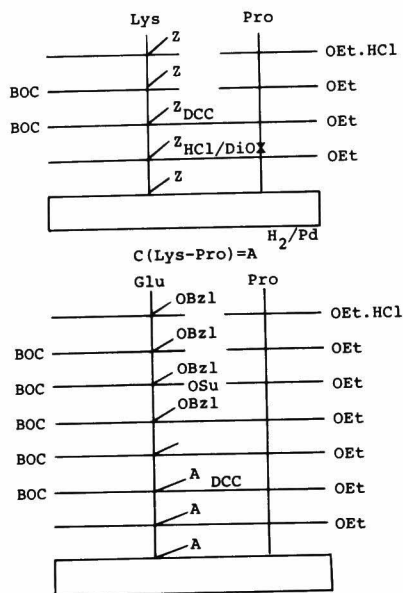 Lys Pro
Z OEt.HCl
BOC Z OEt
BOC Z DCC OEt
Z HCl/DiOX OEt
Z
H2/Pd
C(Lys-Pro)=A
Glu Pro
OBzl OEt.HCl
BOC OBzl OEt
BOC OBzl OSu OEt
BOC OBzl OEt
BOC OEt
BOC A DCC OEt
A OEt
A